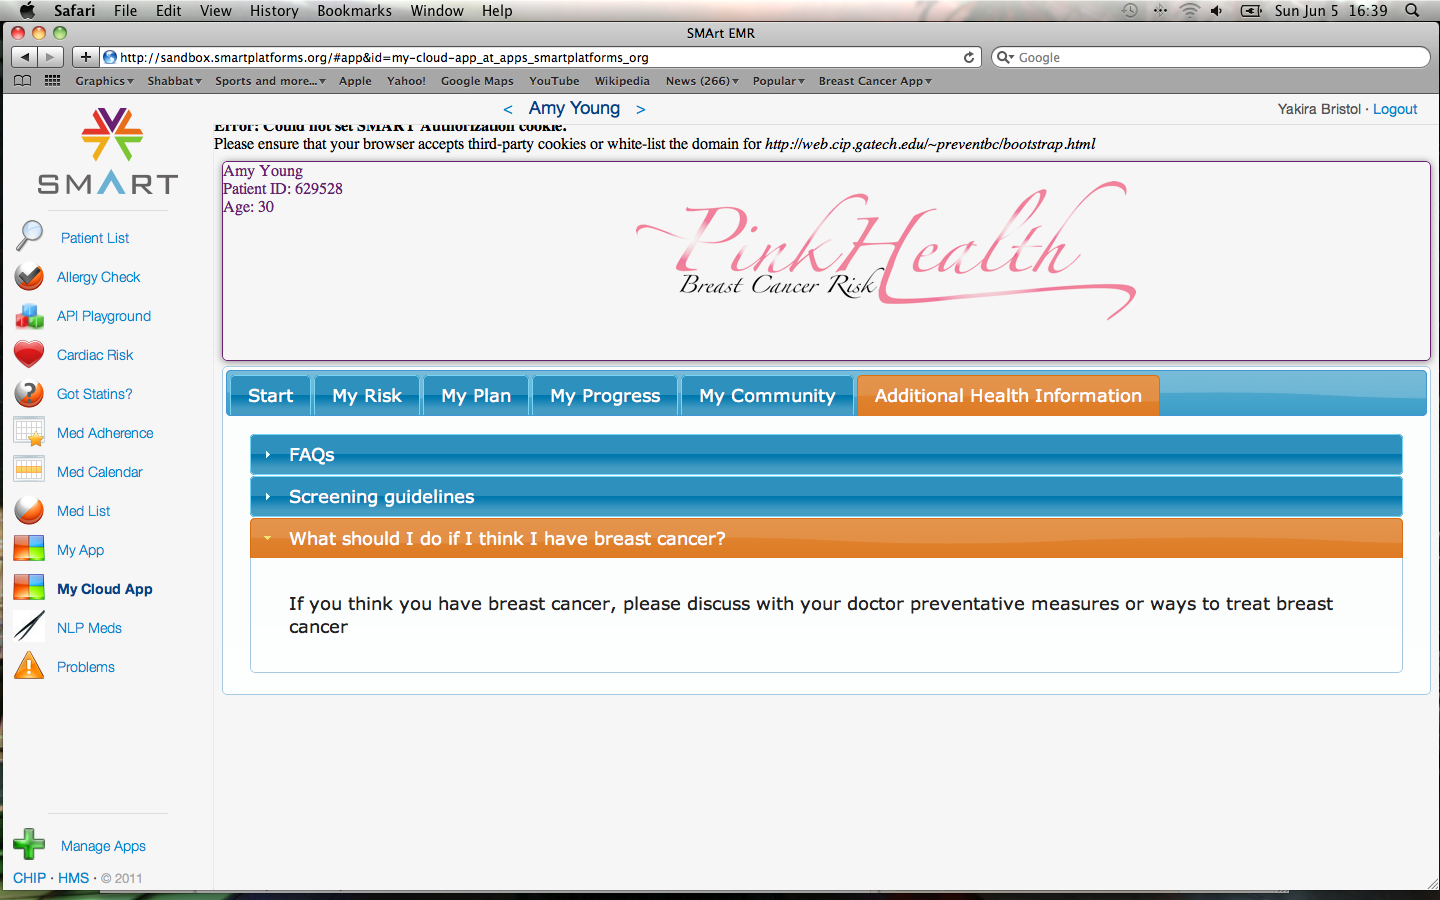 Safari File Edit View History Bookmarks Window Help Sun Jun 5 16:39
SMArt EMR
http://sandbox.smartplatforms.org/#app&id=my-cloud-app_at_apps_smartplatforms_org Google
Graphics Shabbat Sports and more... Apple Yahoo! Google Maps YouTube Wikipedia News (266) Popular Breast Cancer App
< Amy Young > Yakira Bristol · Logout
Error: Could not set SMART Authorization cookie.
Please ensure that your browser accepts third-party cookies or white-list the domain for http://web.cip.gatech.edu/~preventbc/bootstrap.html
SMART
Patient List
Allergy Check
API Playground
Cardiac Risk
Got Statins?
Med Adherence
Med Calendar
Med List
My App
My Cloud App
NLP Meds
Problems
Manage Apps
CHIP · HMS · © 2011
Amy Young
Patient ID: 629528
Age: 30
PinkHealth
Breast Cancer Risk
Start My Risk My Plan My Progress My Community Additional Health Information
FAQs
Screening guidelines
What should I do if I think I have breast cancer?
If you think you have breast cancer, please discuss with your doctor preventative measures or ways to treat breast
cancer